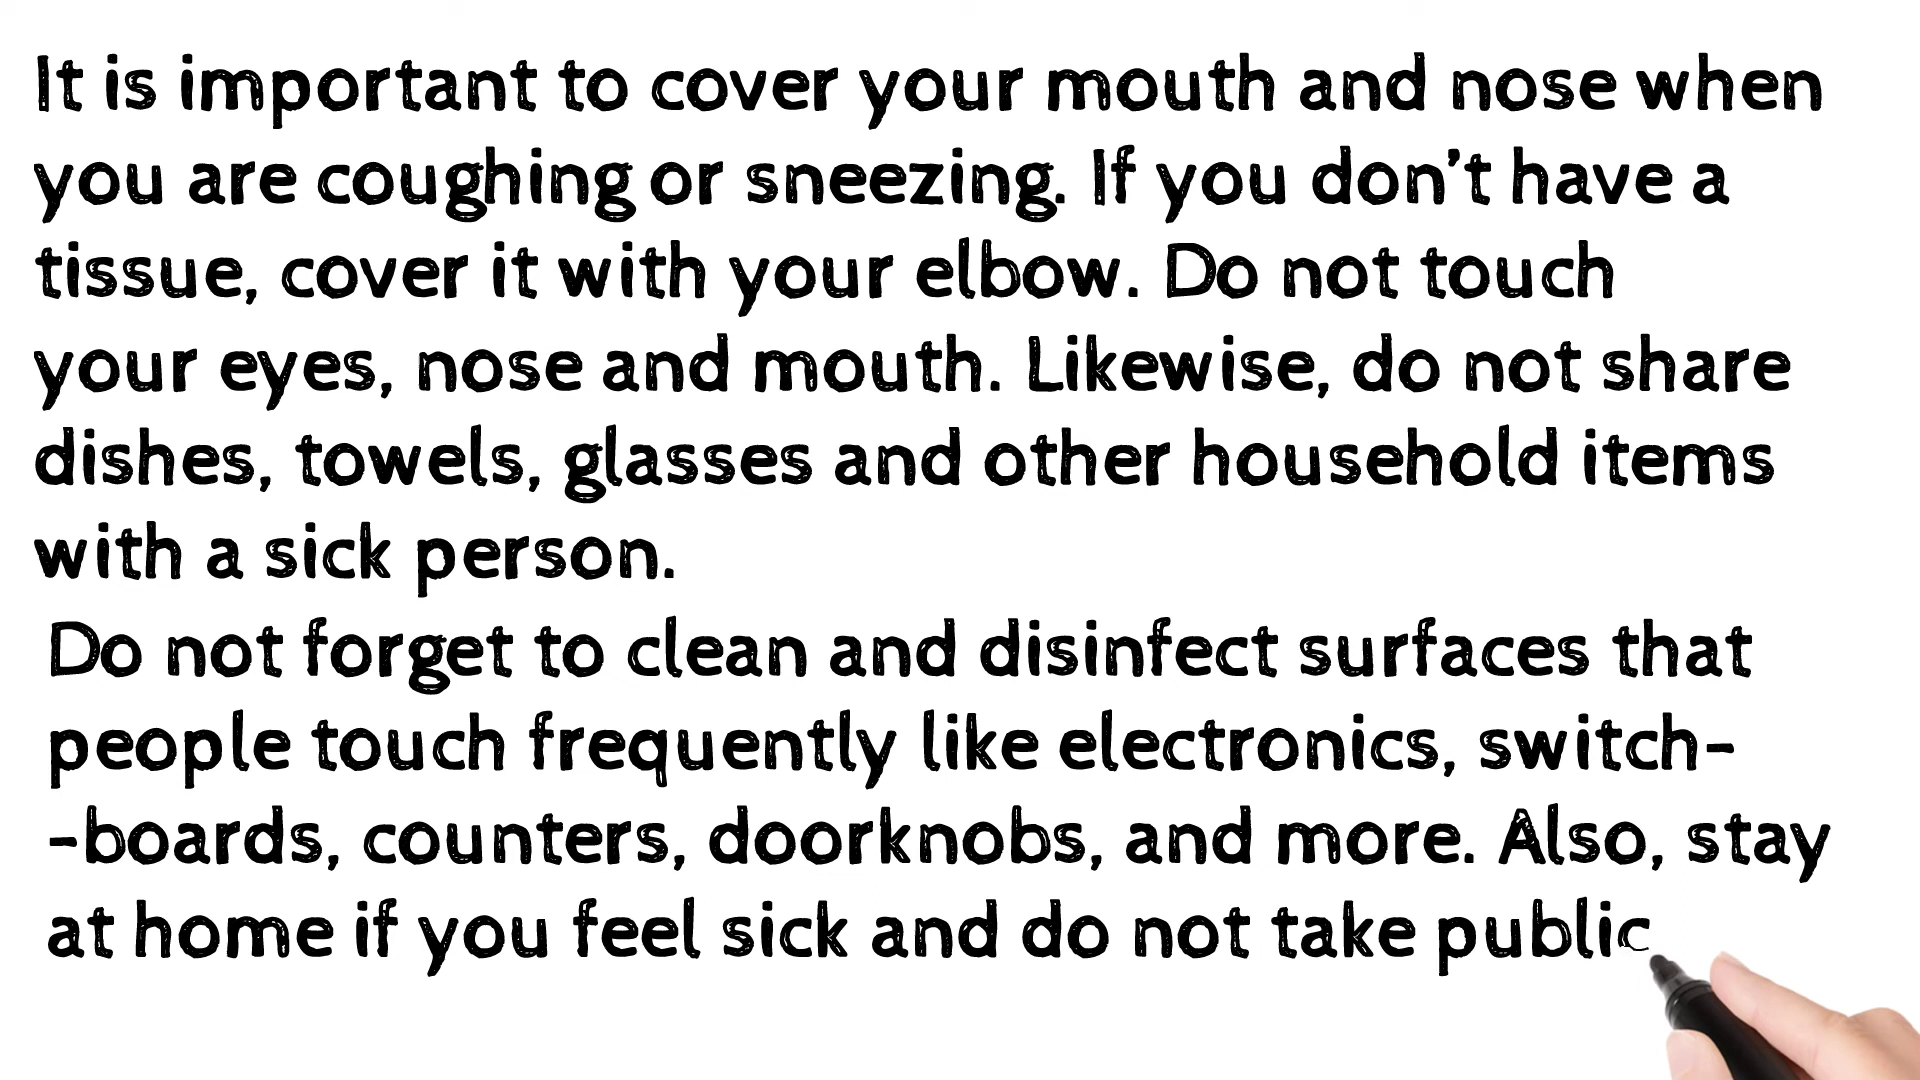 It is important to cover your mouth and nose when
you are coughing or sneezing. If you don't have a
tissue, cover it with your elbow. Do not touch
your eyes, nose and mouth. Likewise, do not share
dishes, towels, glasses and other household items
with a sick person.
Do not forget to clean and disinfect surfaces that
people touch frequently like electronics, switch-
-boards, counters, doorknobs, and more. Also, stay
at home if you feel sick and do not take public